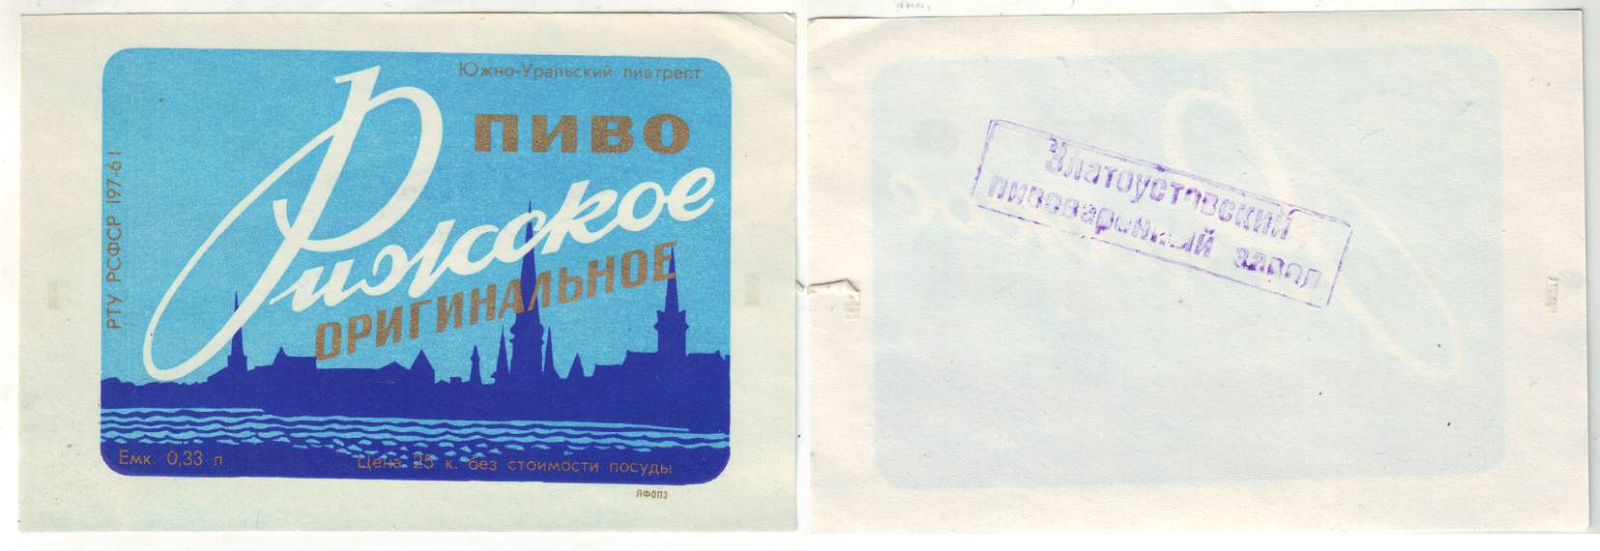 Южно-Уральский пивтрест
ПИВО
Рижское
ОРИГИНАЛЬНОЕ
РТУ РСФСР 197-61
Емк. 0,33 л
Цена 25 к. без стоимости посуды
ЛФОПЗ
Златоустовский
пивоваренный завод